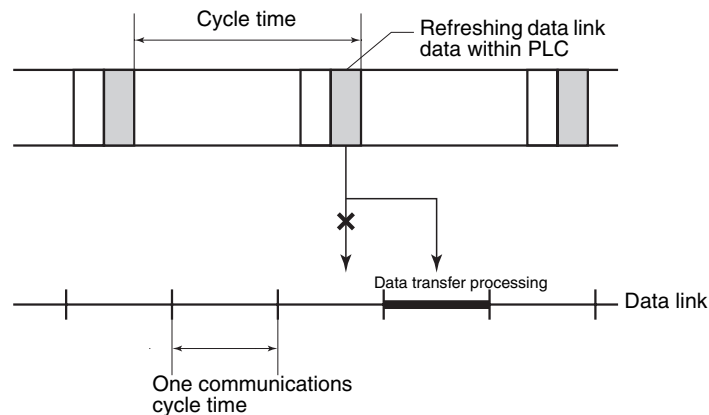 Cycle time
Refreshing data link
data within PLC
Data transfer processing
Data link
One communications
cycle time